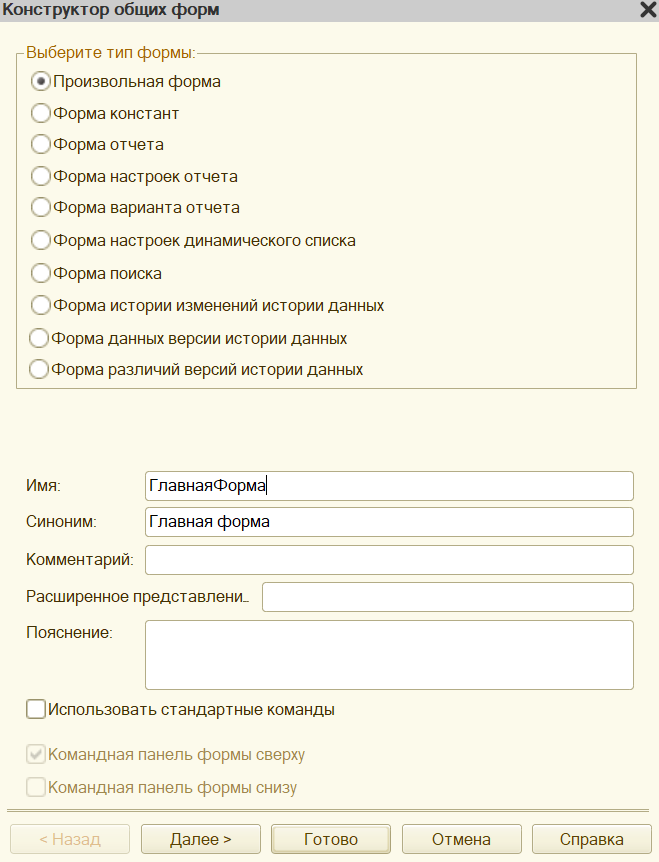 Конструктор общих форм
Выберите тип формы:
Произвольная форма
Форма констант
Форма отчета
Форма настроек отчета
Форма варианта отчета
Форма настроек динамического списка
Форма поиска
Форма истории изменений истории данных
Форма данных версии истории данных
Форма различий версий истории данных
Имя: ГлавнаяФорма
Синоним: Главная форма
Комментарий:
Расширенное представлени...
Пояснение:
Использовать стандартные команды
Командная панель формы сверху
Командная панель формы снизу
< Назад Далее > Готово Отмена Справка